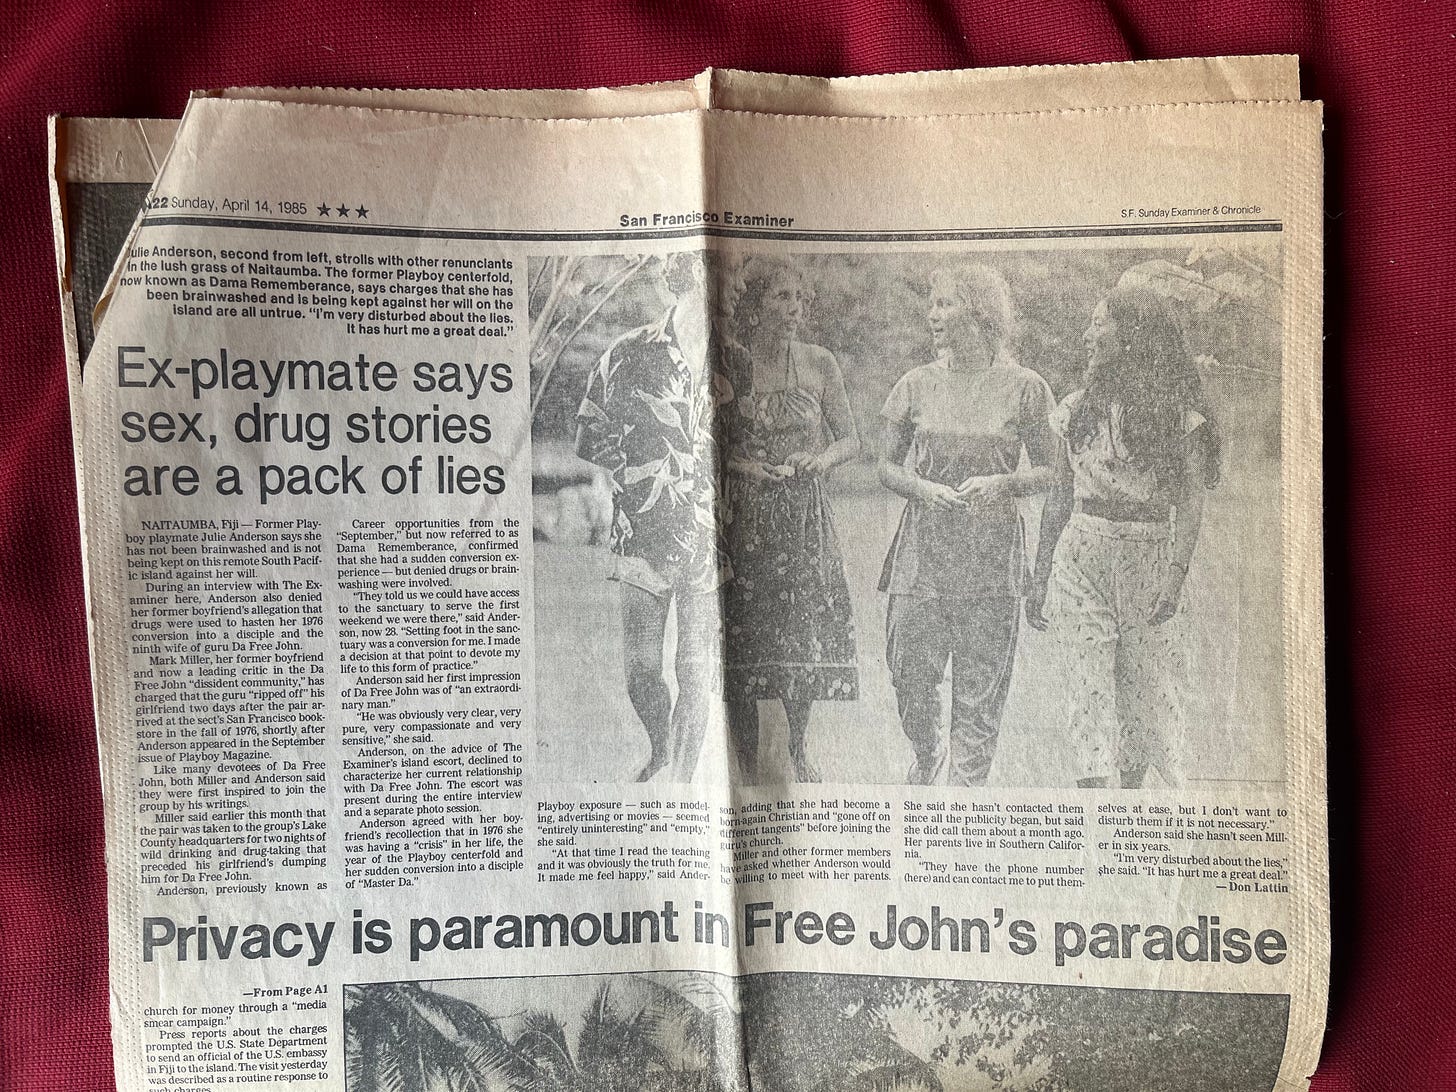 A22 Sunday, April 14, 1985 ★ ★ ★
San Francisco Examiner
S.F. Sunday Examiner & Chronicle
Julie Anderson, second from left, strolls with other renunciants
in the lush grass of Naitaumba. The former Playboy centerfold,
now known as Dama Rememberance, says charges that she has
been brainwashed and is being kept against her will on the
island are all untrue. “I’m very disturbed about the lies.
It has hurt me a great deal.”
Ex-playmate says
sex, drug stories
are a pack of lies
NAITAUMBA, Fiji — Former Play-
boy playmate Julie Anderson says she
has not been brainwashed and is not
being kept on this remote South Pacif-
ic island against her will.
During an interview with The Ex-
aminer here, Anderson also denied
her former boyfriend’s allegation that
drugs were used to hasten her 1976
conversion into a disciple and the
ninth wife of guru Da Free John.
Mark Miller, her former boyfriend
and now a leading critic in the Da
Free John “dissident community,” has
charged that the guru “ripped off” his
girlfriend two days after the pair ar-
rived at the sect’s San Francisco book-
store in the fall of 1976, shortly after
Anderson appeared in the September
issue of Playboy Magazine.
Like many devotees of Da Free
John, both Miller and Anderson said
they were first inspired to join the
group by his writings.
Miller said earlier this month that
the pair was taken to the group’s Lake
County headquarters for two nights of
wild drinking and drug-taking that
preceded his girlfriend’s dumping
him for Da Free John.
Anderson, previously known as
Career opportunities from the
“September,” but now referred to as
Dama Rememberance, confirmed
that she had a sudden conversion ex-
perience — but denied drugs or brain-
washing were involved.
“They told us we could have access
to the sanctuary to serve the first
weekend we were there,” said Ander-
son, now 28. “Setting foot in the sanc-
tuary was a conversion for me. I made
a decision at that point to devote my
life to this form of practice.”
Anderson said her first impression
of Da Free John was of “an extraordi-
nary man.”
“He was obviously very clear, very
pure, very compassionate and very
sensitive,” she said.
Anderson, on the advice of The
Examiner’s island escort, declined to
characterize her current relationship
with Da Free John. The escort was
present during the entire interview
and a separate photo session.
Anderson agreed with her boy-
friend’s recollection that in 1976 she
was having a “crisis” in her life, the
year of the Playboy centerfold and
her sudden conversion into a disciple
of “Master Da.”
Playboy exposure — such as model-
ing, advertising or movies — seemed
“entirely uninteresting” and “empty,”
she said.
“At that time I read the teaching
and it was obviously the truth for me.
It made me feel happy,” said Ander-
son, adding that she had become a
born-again Christian and “gone off on
different tangents” before joining the
guru’s church.
Miller and other former members
have asked whether Anderson would
be willing to meet with her parents.
She said she hasn’t contacted them
since all the publicity began, but said
she did call them about a month ago.
Her parents live in Southern Califor-
nia.
“They have the phone number
(here) and can contact me to put them-
selves at ease, but I don’t want to
disturb them if it is not necessary.”
Anderson said she hasn’t seen Mill-
er in six years.
“I’m very disturbed about the lies,”
she said. “It has hurt me a great deal.”
— Don Lattin
Privacy is paramount in Free John’s paradise
—From Page A1
church for money through a “media
smear campaign.”
Press reports about the charges
prompted the U.S. State Department
to send an official of the U.S. embassy
in Fiji to the island. The visit yesterday
was described as a routine response to
such charges.